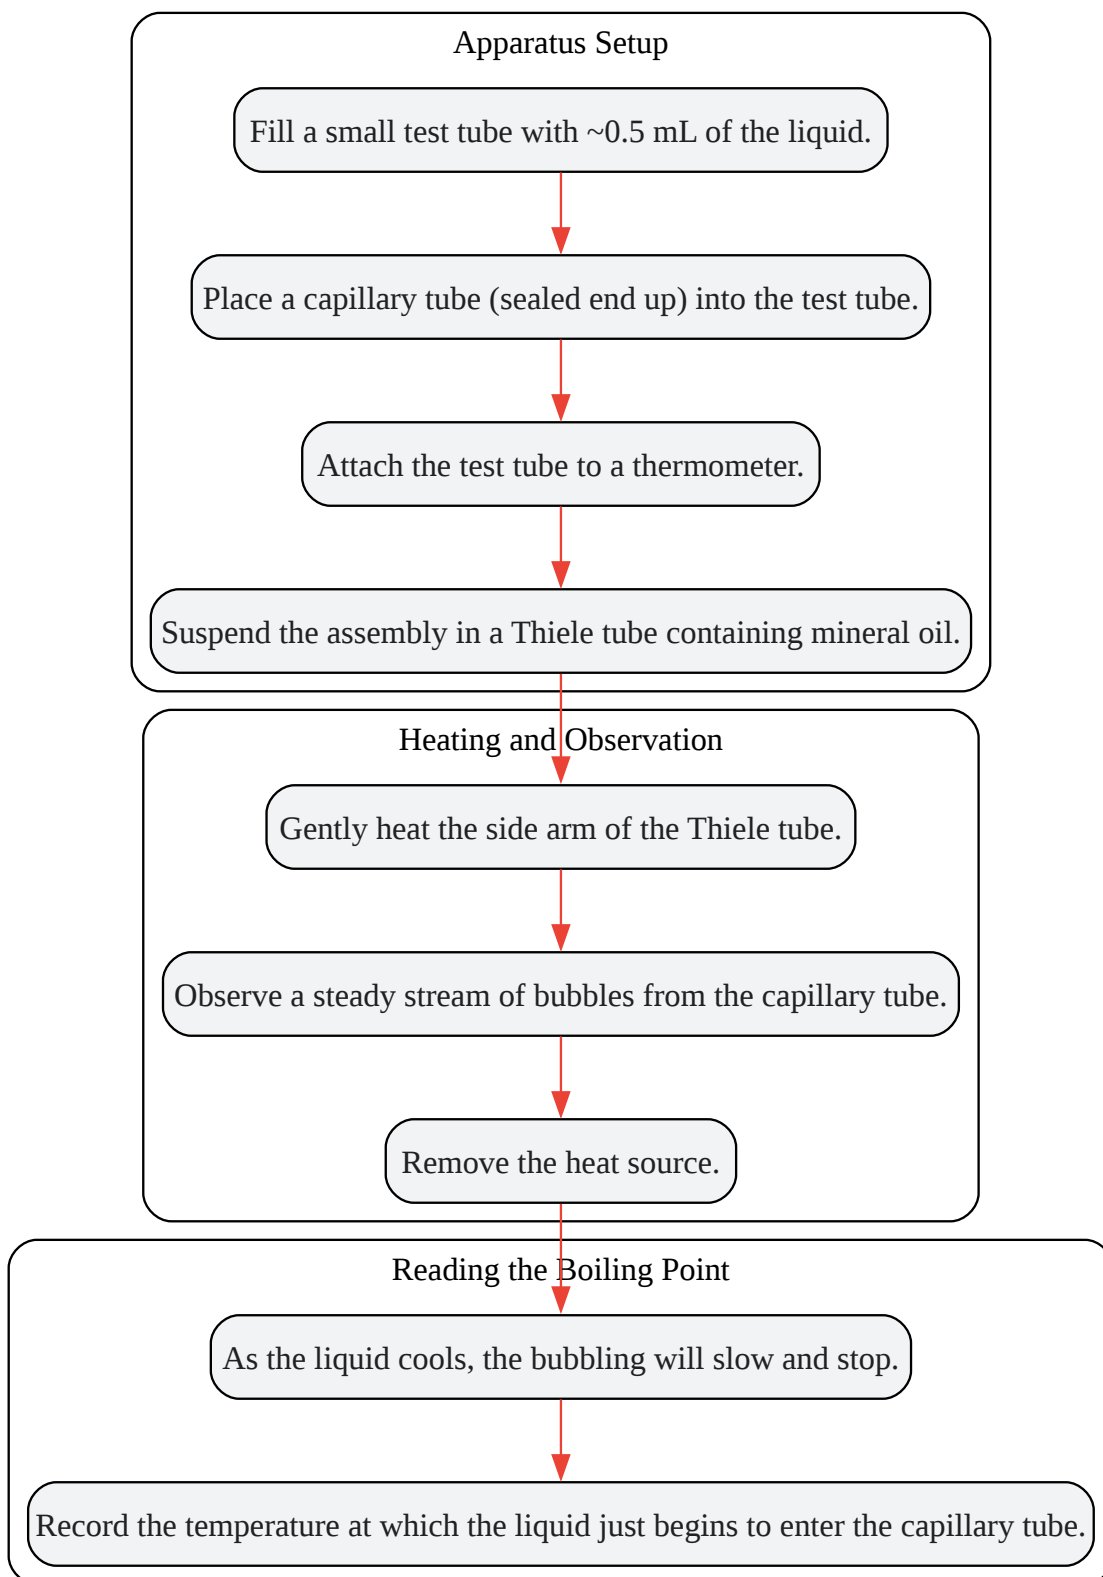 Apparatus Setup
Fill a small test tube with ~0.5 mL of the liquid.
Place a capillary tube (sealed end up) into the test tube.
Attach the test tube to a thermometer.
Suspend the assembly in a Thiele tube containing mineral oil.
Heating and Observation
Gently heat the side arm of the Thiele tube.
Observe a steady stream of bubbles from the capillary tube.
Remove the heat source.
Reading the Boiling Point
As the liquid cools, the bubbling will slow and stop.
Record the temperature at which the liquid just begins to enter the capillary tube.